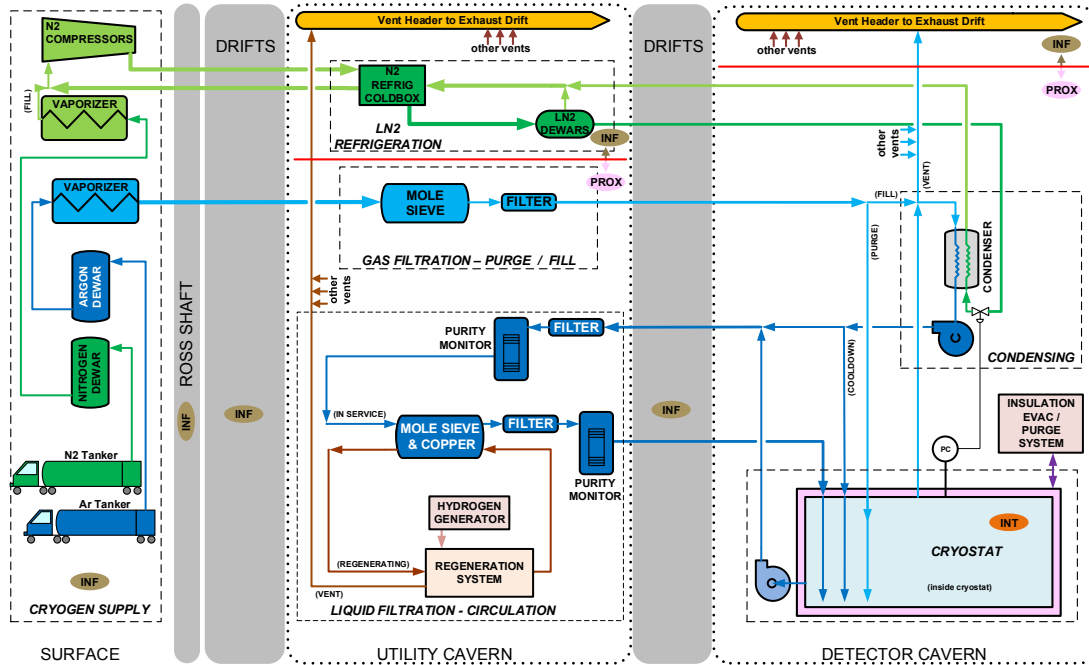 N2
COMPRESSORS
(FILL)
VAPORIZER
VAPORIZER
ARGON
DEWAR
NITROGEN
DEWAR
N2 Tanker
Ar Tanker
INF
CRYOGEN SUPPLY
SURFACE
ROSS SHAFT
INF
DRIFTS
INF
Vent Header to Exhaust Drift
other vents
N2
REFRIG
COLDBOX
LN2
DEWARS
LN2
REFRIGERATION
INF
PROX
MOLE
SIEVE
FILTER
GAS FILTRATION – PURGE / FILL
other
vents
PURITY
MONITOR
FILTER
(IN SERVICE)
MOLE SIEVE
& COPPER
FILTER
PURITY
MONITOR
HYDROGEN
GENERATOR
(REGENERATING)
REGENERATION
SYSTEM
(VENT)
LIQUID FILTRATION - CIRCULATION
UTILITY CAVERN
DRIFTS
INF
Vent Header to Exhaust Drift
other vents
INF
PROX
other
vents
(VENT)
(FILL)
(PURGE)
CONDENSER
C
CONDENSING
(COOLDOWN)
INSULATION
EVAC /
PURGE
SYSTEM
PC
INT
CRYOSTAT
(inside cryostat)
C
DETECTOR CAVERN